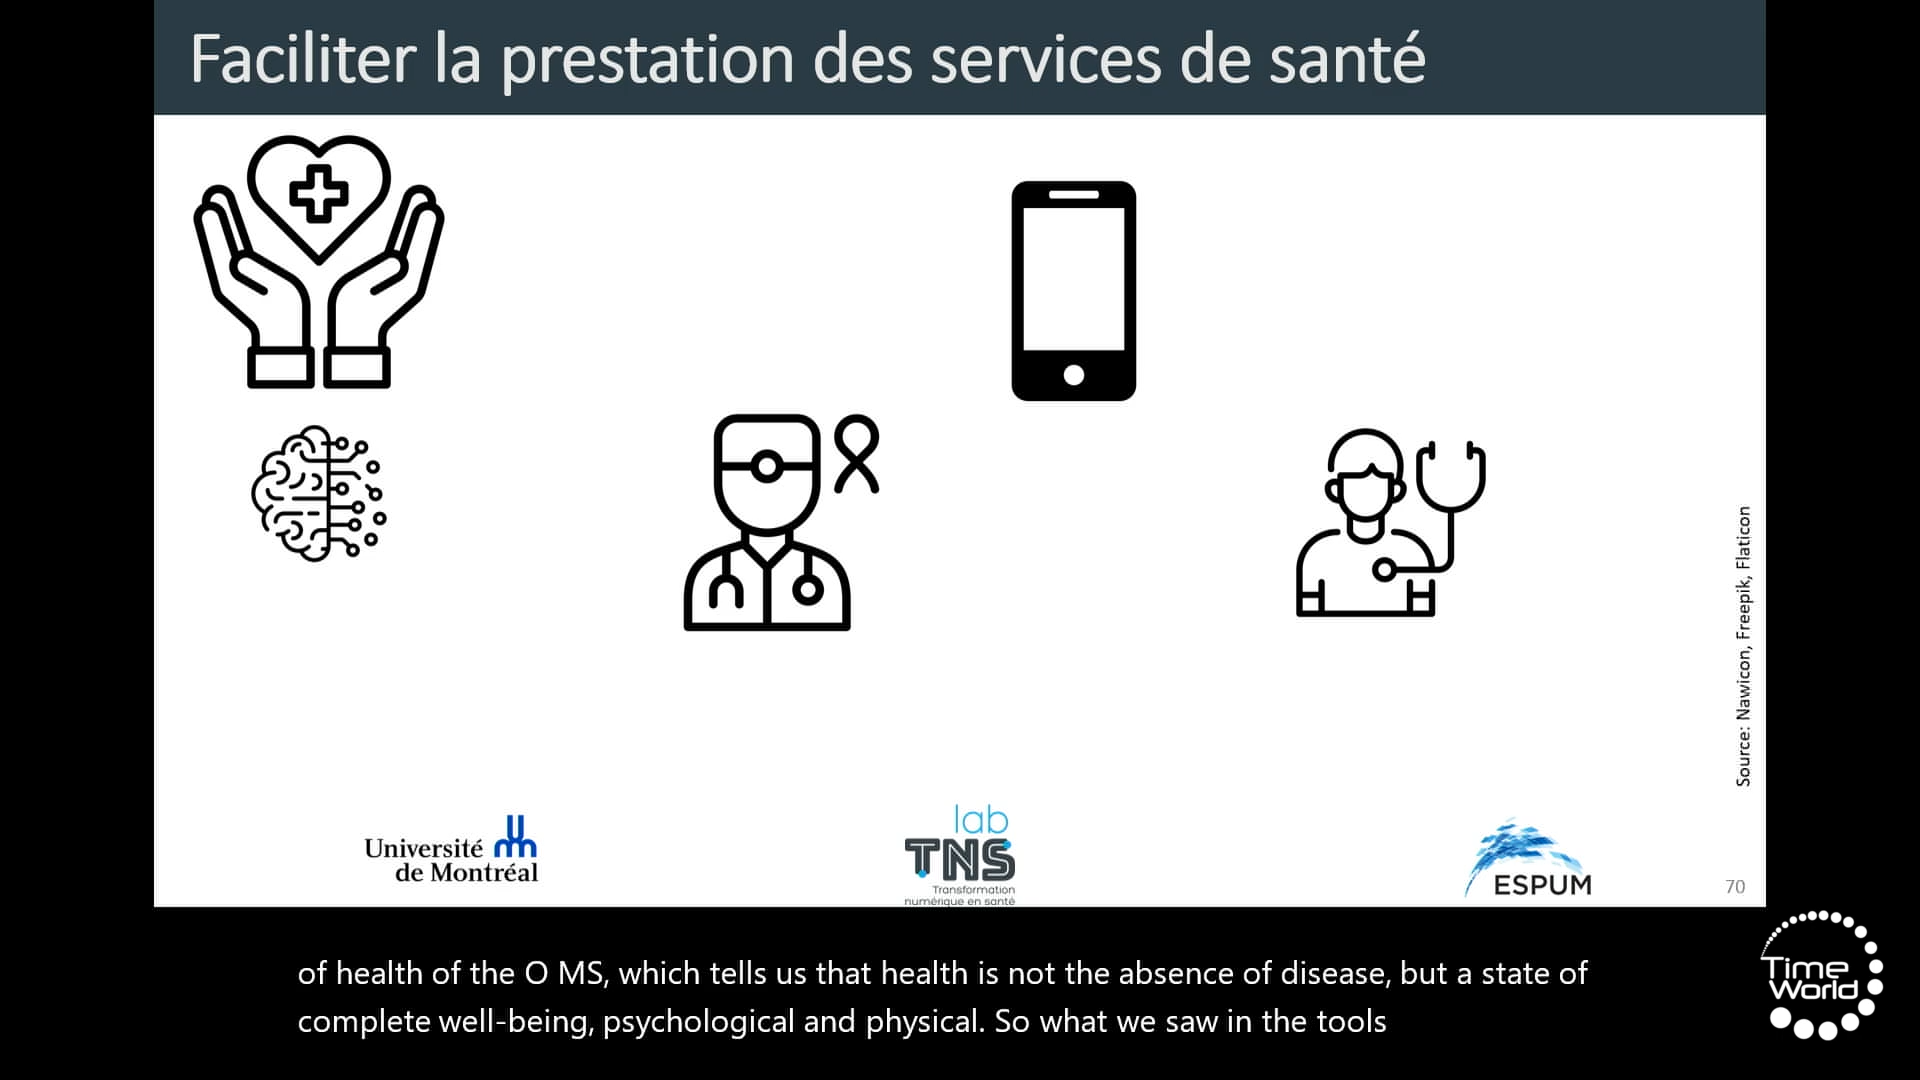 Faciliter la prestation des services de santé
Source: Nawicon, Freepik, Flaticon
Université
de Montréal
lab
TNS
Transformation
numérique en santé
ESPUM
70
of health of the O MS, which tells us that health is not the absence of disease, but a state of
complete well-being, psychological and physical. So what we saw in the tools
Time
World